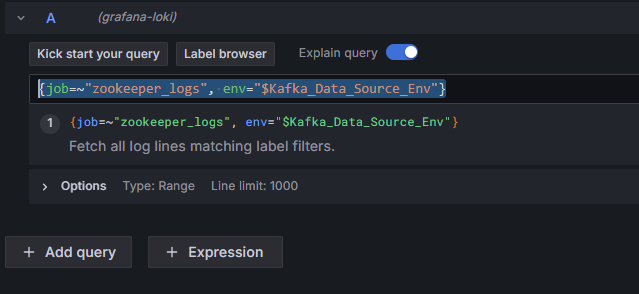 A (grafana-loki)
Kick start your query Label browser Explain query
{job=~"zookeeper_logs", env="$Kafka_Data_Source_Env"}
1 {job=~"zookeeper_logs", env="$Kafka_Data_Source_Env"}
Fetch all log lines matching label filters.
Options Type: Range Line limit: 1000
+ Add query + Expression